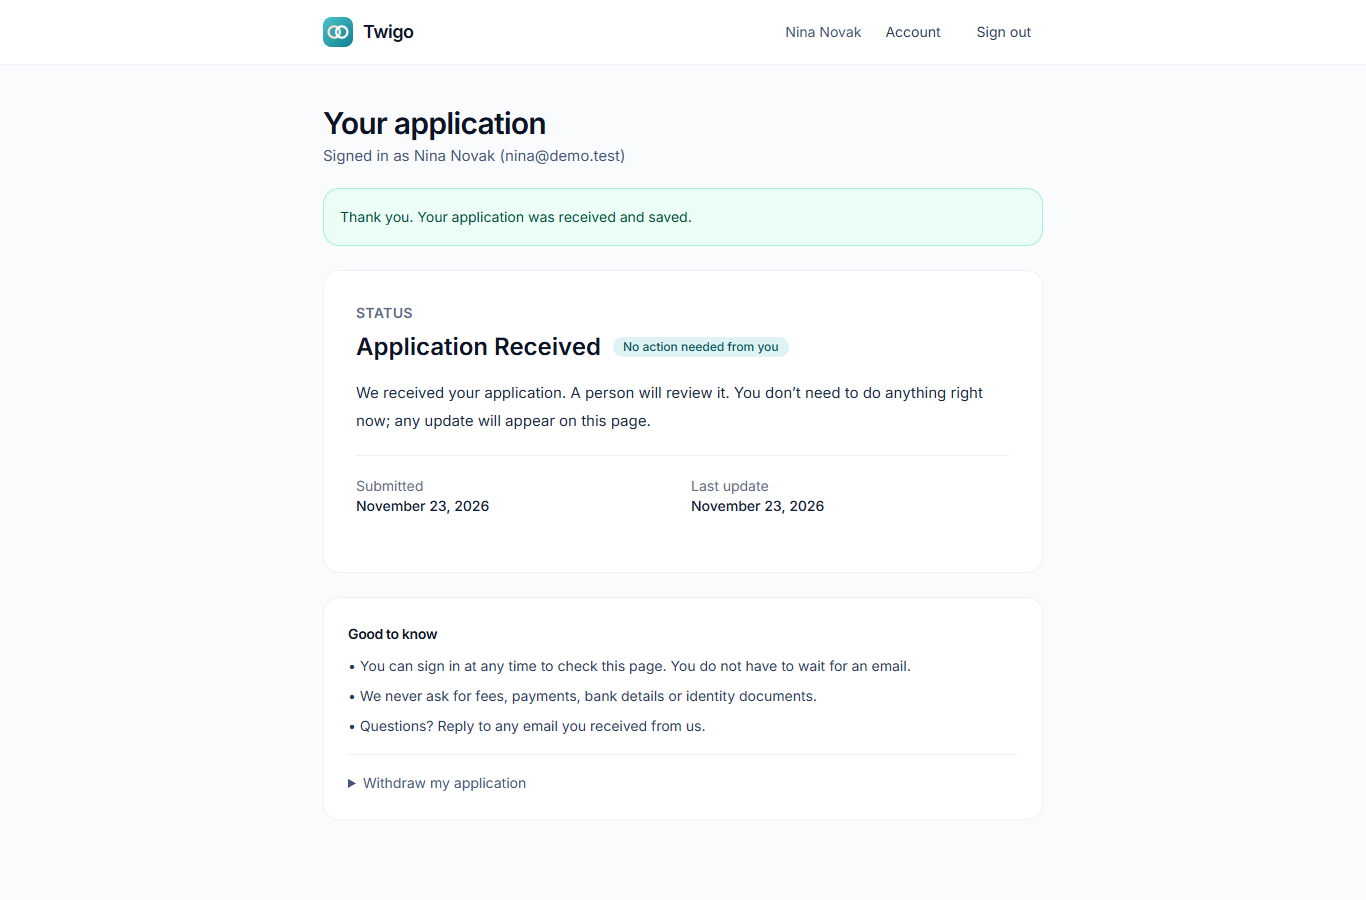 Twigo
Nina Novak
Account
Sign out
Your application
Signed in as Nina Novak (nina@demo.test)
Thank you. Your application was received and saved.
STATUS
Application Received
No action needed from you
We received your application. A person will review it. You don’t need to do anything right
now; any update will appear on this page.
Submitted
November 23, 2026
Last update
November 23, 2026
Good to know
• You can sign in at any time to check this page. You do not have to wait for an email.
• We never ask for fees, payments, bank details or identity documents.
• Questions? Reply to any email you received from us.
Withdraw my application